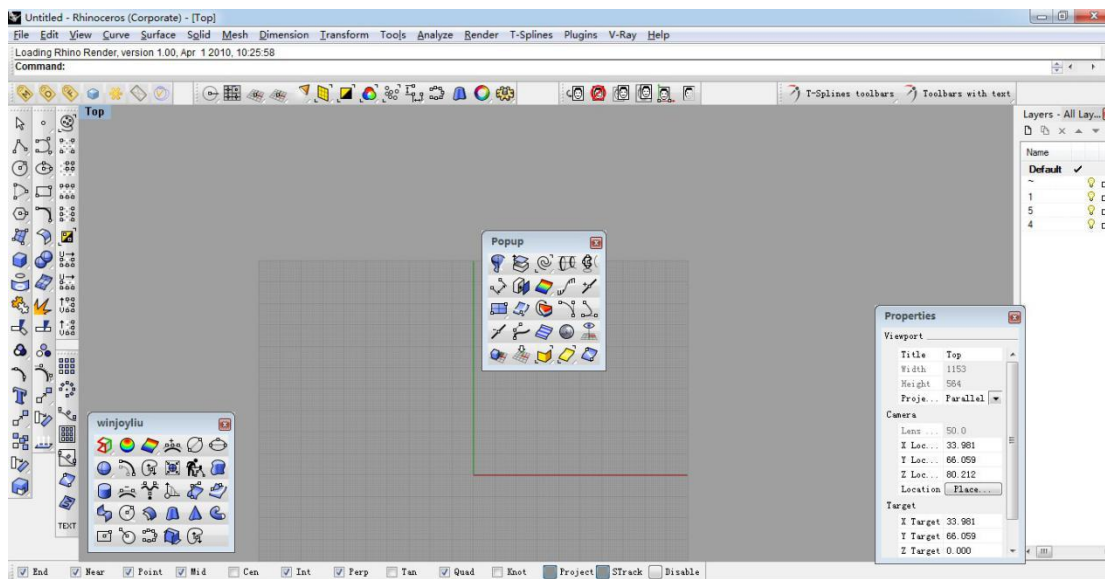 Untitled - Rhinoceros (Corporate) - [Top]
File Edit View Curve Surface Solid Mesh Dimension Transform Tools Analyze Render T-Splines Plugins V-Ray Help
Loading Rhino Render, version 1.00, Apr 1 2010, 10:25:58
Command:
T-Splines toolbars Toolbars with text
Top
Layers - All Lay...
Name
Default
~
1
5
4
Popup
Properties
Viewport
Title Top
Width 1153
Height 564
Proje... Parallel
Camera
Lens ... 50.0
X Loc... 33.981
Y Loc... 66.059
Z Loc... 80.212
Location Place...
Target
X Target 33.981
Y Target 66.059
Z Target 0.000
winjoyliu
TEXT
End Near Point Mid Cen Int Perp Tan Quad Knot Project STrack Disable